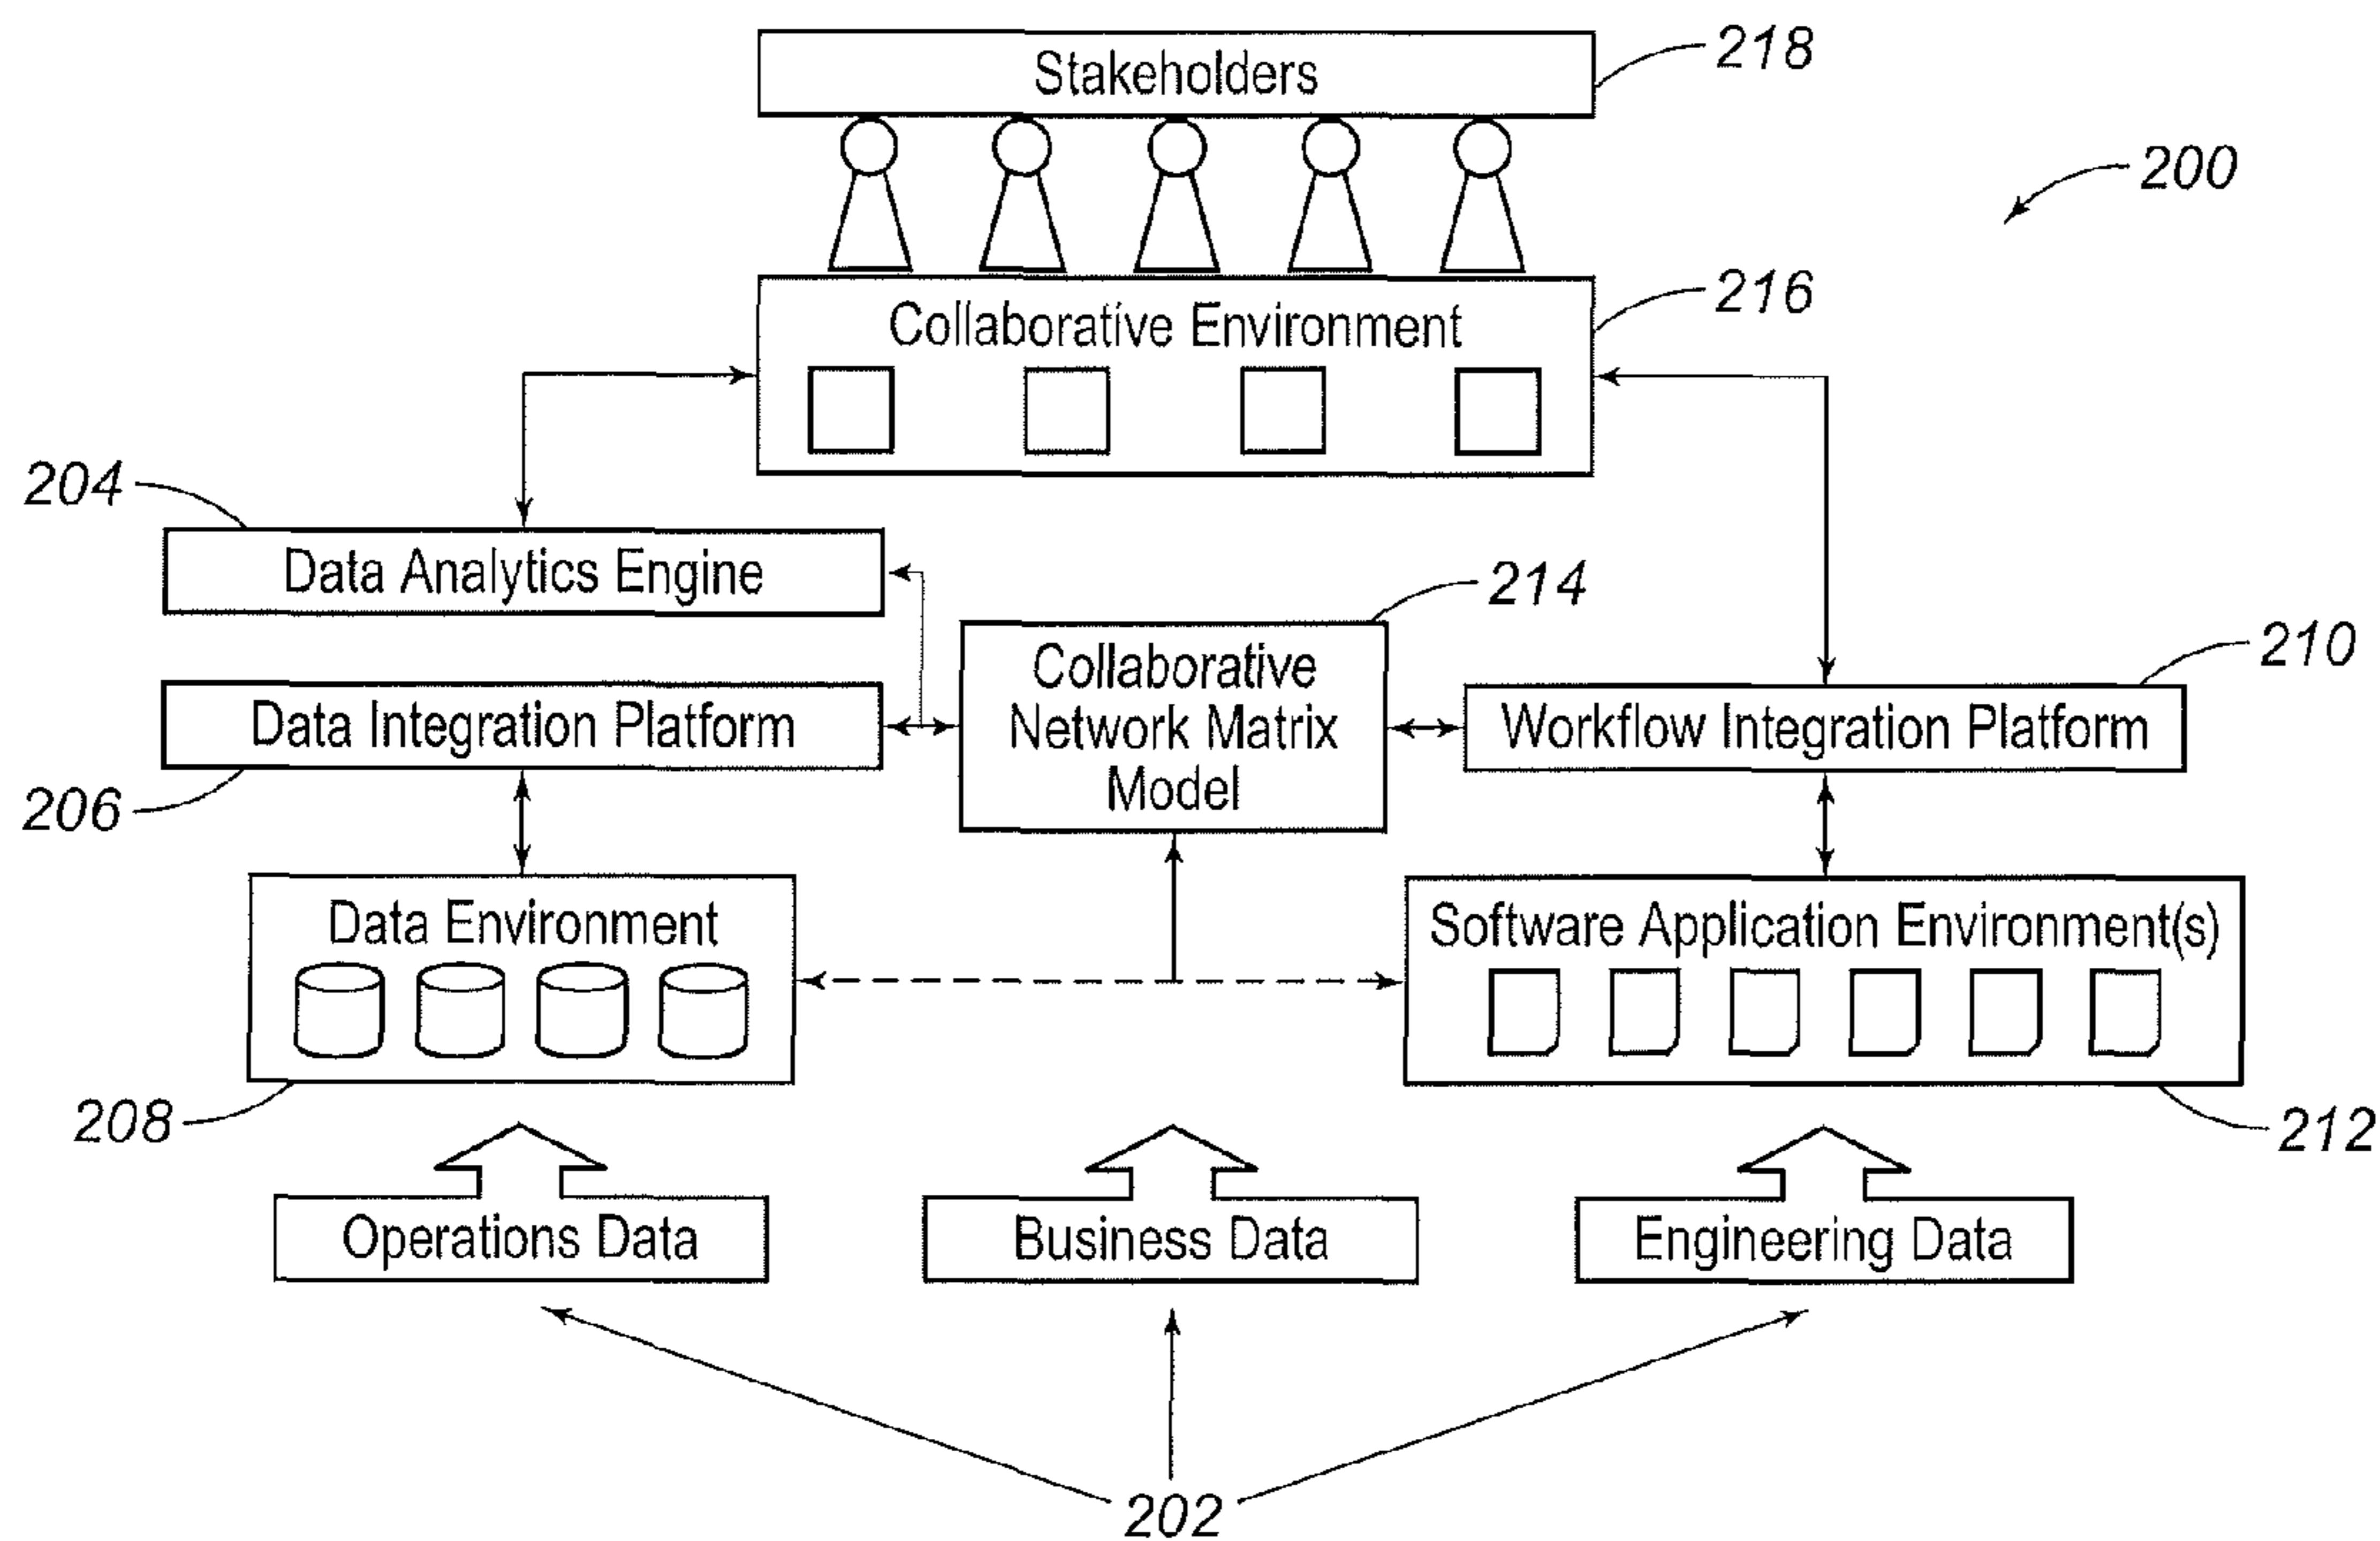 Stakeholders
218
200
Collaborative Environment
216
204
Data Analytics Engine
214
Collaborative
Network Matrix
Model
210
Data Integration Platform
Workflow Integration Platform
206
Data Environment
Software Application Environment(s)
208
212
Operations Data
Business Data
Engineering Data
202